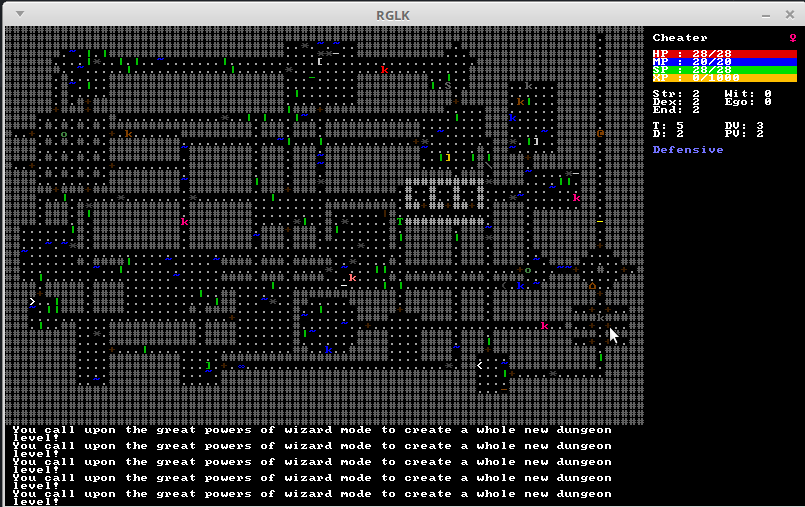 RGLK
Cheater ♀
HP : 28/28
MP : 20/20
SP : 28/28
XP : 0/1000
Str: 2 Wit: 0
Dex: 2 Ego: 0
End: 2
T: 5 DV: 3
D: 2 PV: 2
Defensive
You call upon the great powers of wizard mode to create a whole new dungeon
level!
You call upon the great powers of wizard mode to create a whole new dungeon
level!
You call upon the great powers of wizard mode to create a whole new dungeon
level!
You call upon the great powers of wizard mode to create a whole new dungeon
level!
You call upon the great powers of wizard mode to create a whole new dungeon
level!